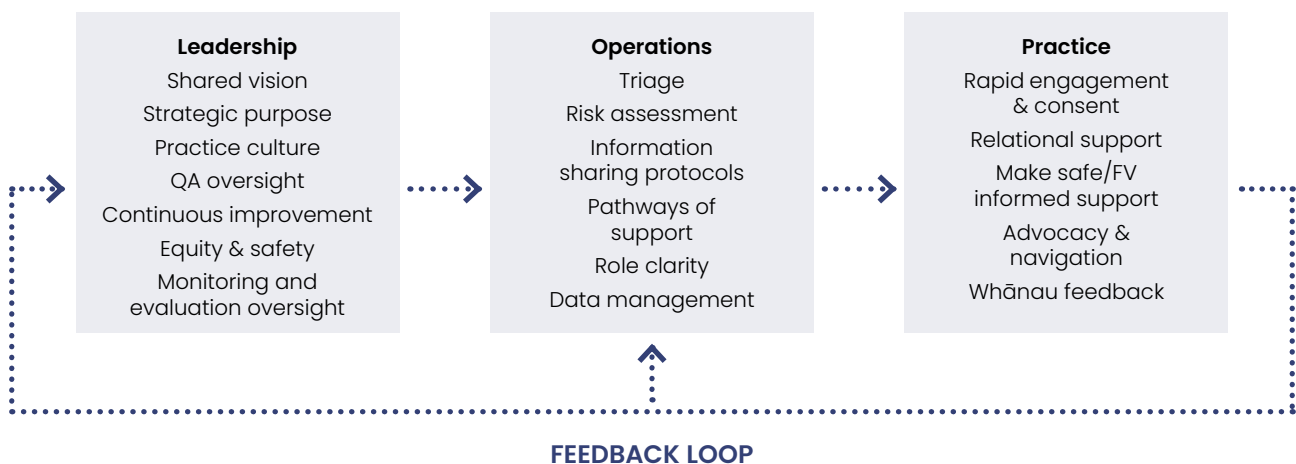 Leadership
Shared vision
Strategic purpose
Practice culture
QA oversight
Continuous improvement
Equity & safety
Monitoring and
evaluation oversight
Operations
Triage
Risk assessment
Information
sharing protocols
Pathways of
support
Role clarity
Data management
Practice
Rapid engagement
& consent
Relational support
Make safe/FV
informed support
Advocacy &
navigation
Whānau feedback
FEEDBACK LOOP